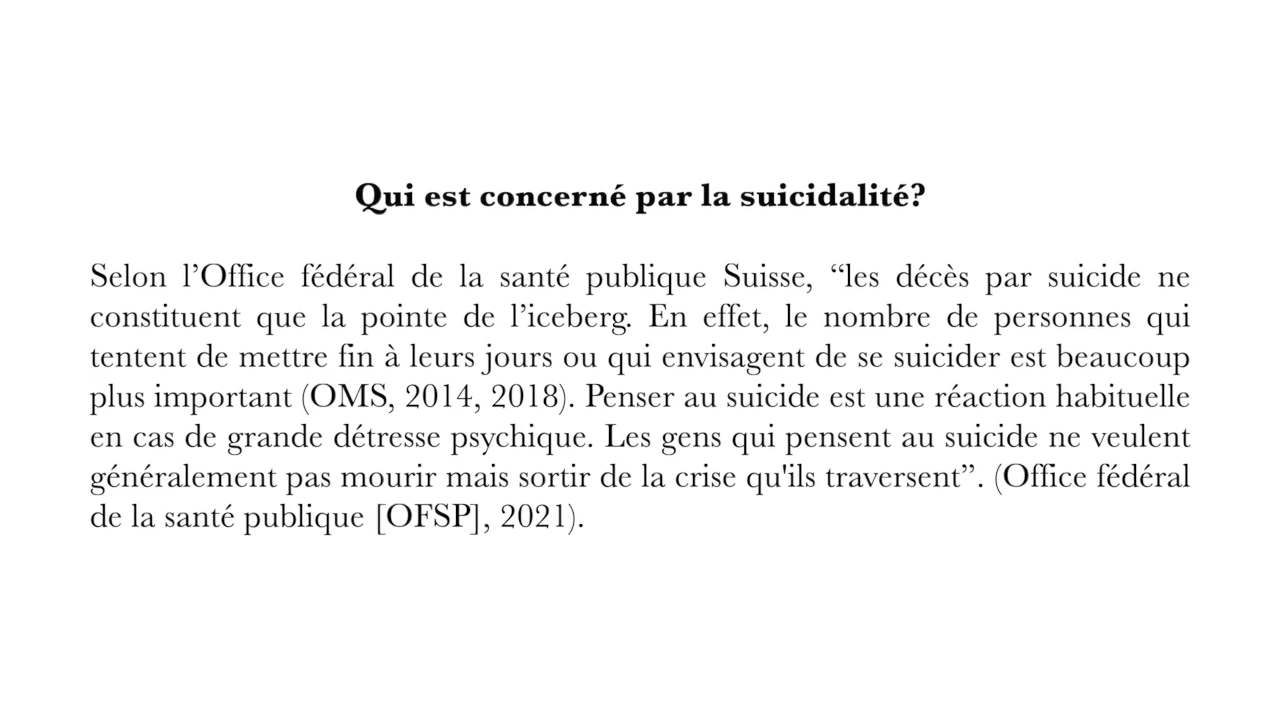 Qui est concerné par la suicidalité?
Selon l’Office fédéral de la santé publique Suisse, “les décès par suicide ne
constituent que la pointe de l’iceberg. En effet, le nombre de personnes qui
tentent de mettre fin à leurs jours ou qui envisagent de se suicider est beaucoup
plus important (OMS, 2014, 2018). Penser au suicide est une réaction habituelle
en cas de grande détresse psychique. Les gens qui pensent au suicide ne veulent
généralement pas mourir mais sortir de la crise qu'ils traversent”. (Office fédéral
de la santé publique [OFSP], 2021).